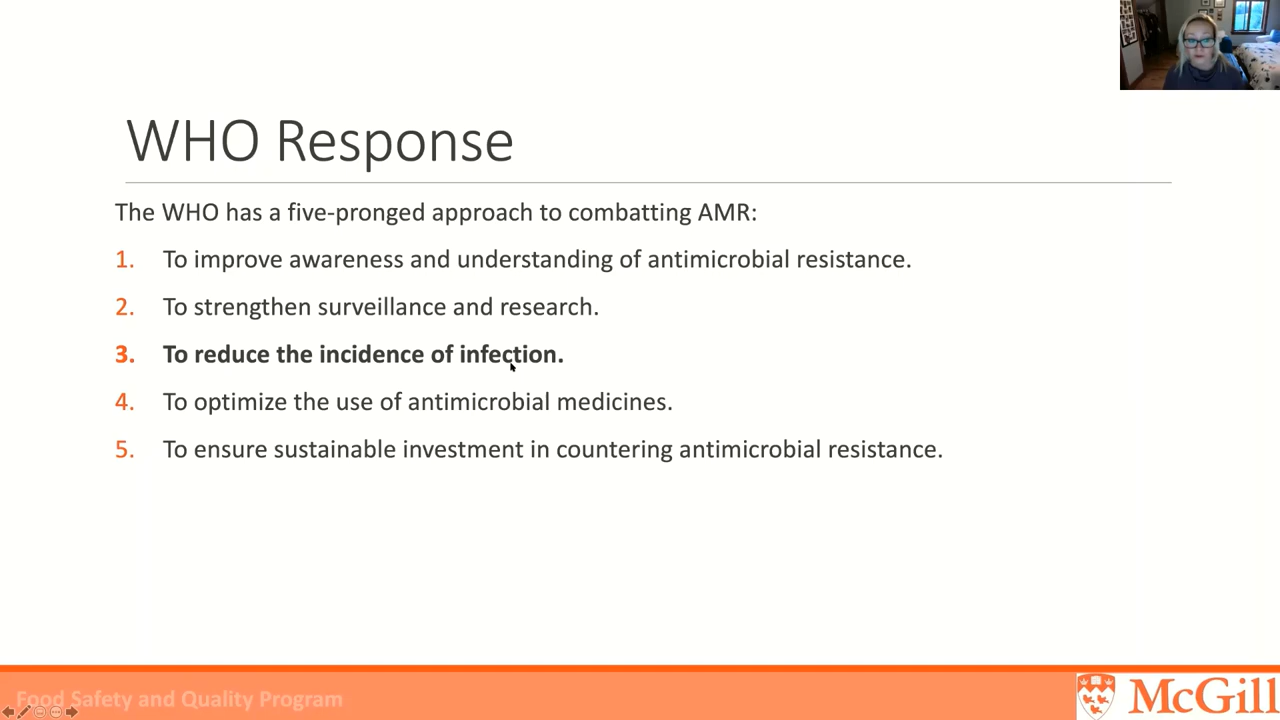 WHO Response
The WHO has a five-pronged approach to combatting AMR:
1. To improve awareness and understanding of antimicrobial resistance.
2. To strengthen surveillance and research.
3. To reduce the incidence of infection.
4. To optimize the use of antimicrobial medicines.
5. To ensure sustainable investment in countering antimicrobial resistance.
Food Safety and Quality Program
McGill